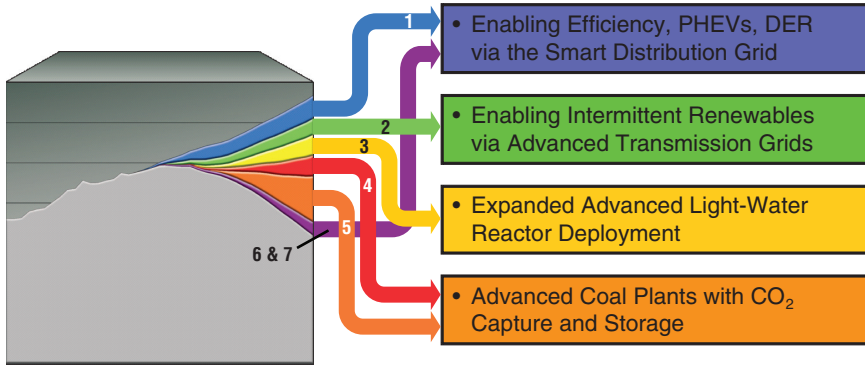 1
• Enabling Efficiency, PHEVs, DER
via the Smart Distribution Grid
2
• Enabling Intermittent Renewables
via Advanced Transmission Grids
3
4
• Expanded Advanced Light-Water
Reactor Deployment
5
6 & 7
• Advanced Coal Plants with CO₂
Capture and Storage